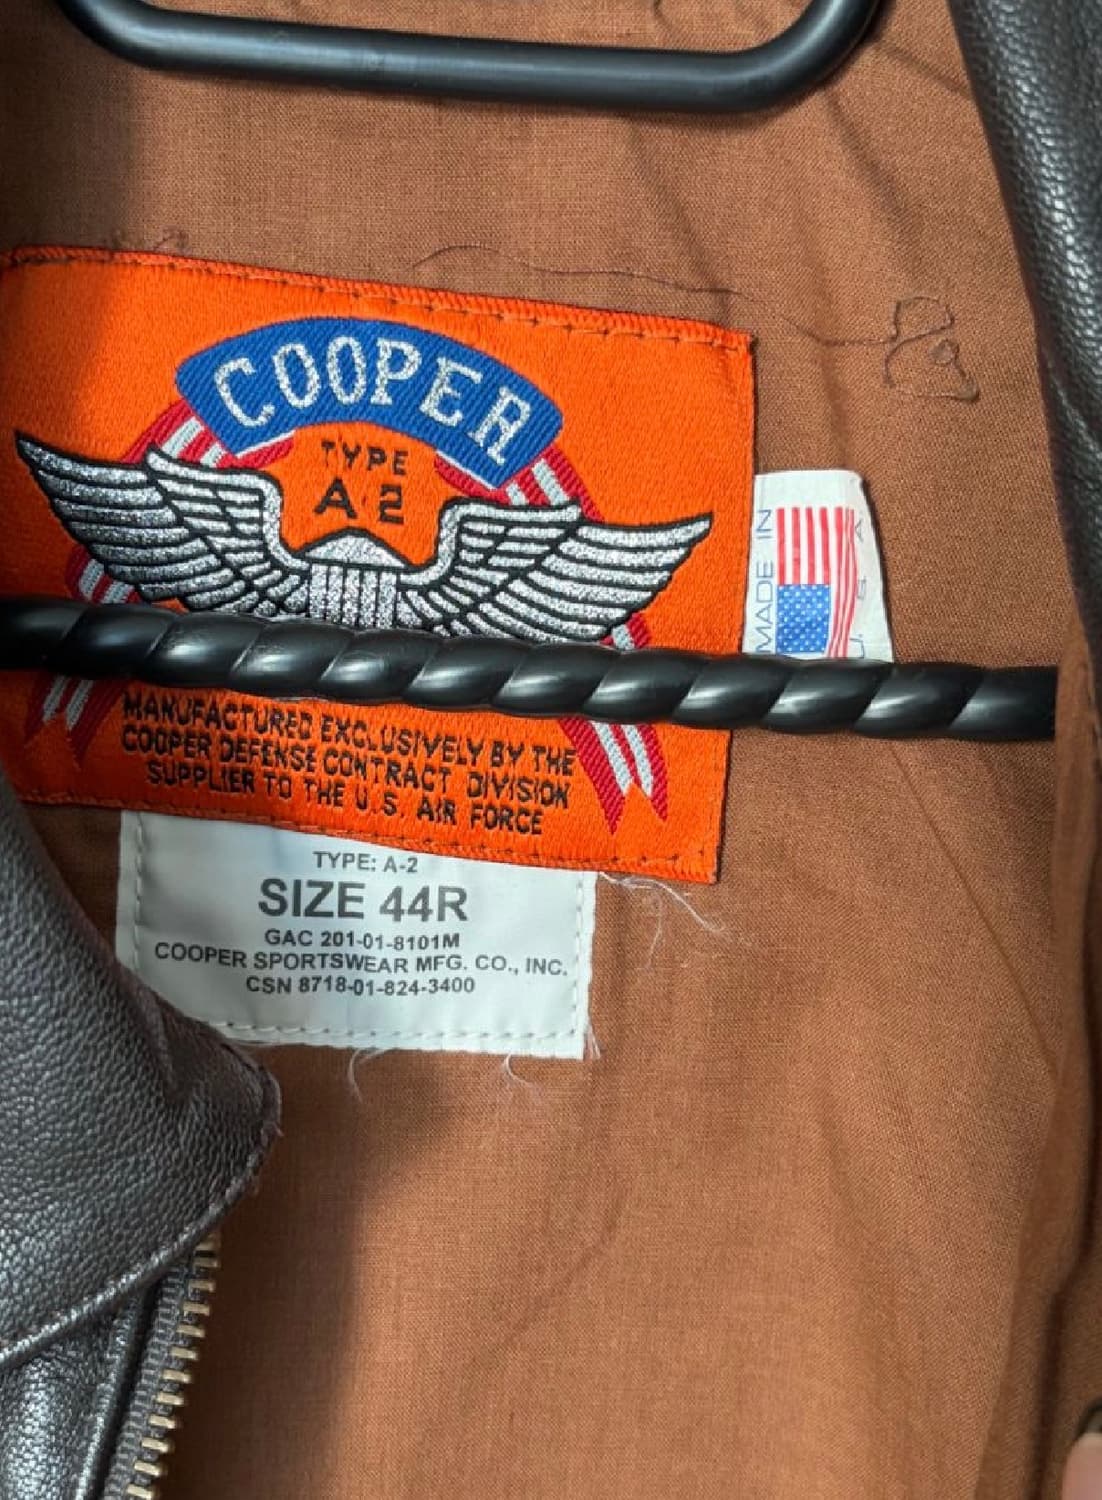 COOPER
TYPE
A-2
MADE IN
U. S. A
MANUFACTURED EXCLUSIVELY BY THE
COOPER DEFENSE CONTRACT DIVISION
SUPPLIER TO THE U.S. AIR FORCE
TYPE: A-2
SIZE 44R
GAC 201-01-8101M
COOPER SPORTSWEAR MFG. CO., INC.
CSN 8718-01-824-3400